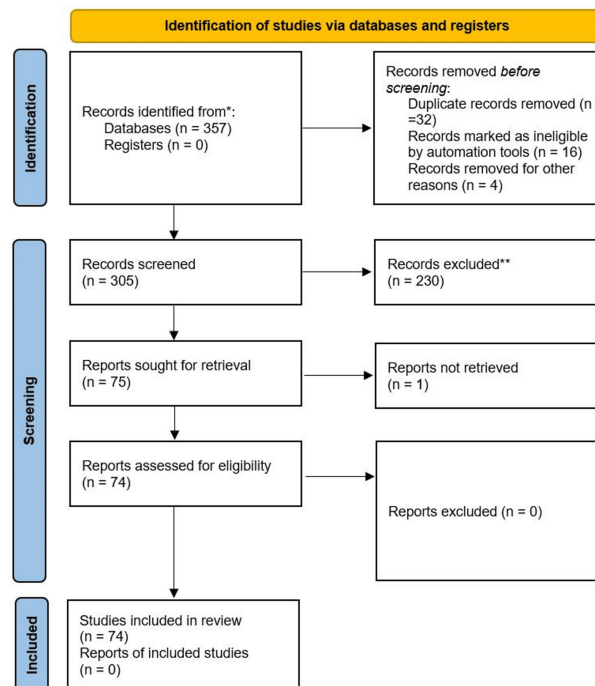 Identification of studies via databases and registers
Identification
Records identified from*:
Databases (n = 357)
Registers (n = 0)
Records removed before
screening:
Duplicate records removed (n
=32)
Records marked as ineligible
by automation tools (n = 16)
Records removed for other
reasons (n = 4)
Screening
Records screened
(n = 305)
Records excluded**
(n = 230)
Reports sought for retrieval
(n = 75)
Reports not retrieved
(n = 1)
Reports assessed for eligibility
(n = 74)
Reports excluded (n = 0)
Included
Studies included in review
(n = 74)
Reports of included studies
(n = 0)